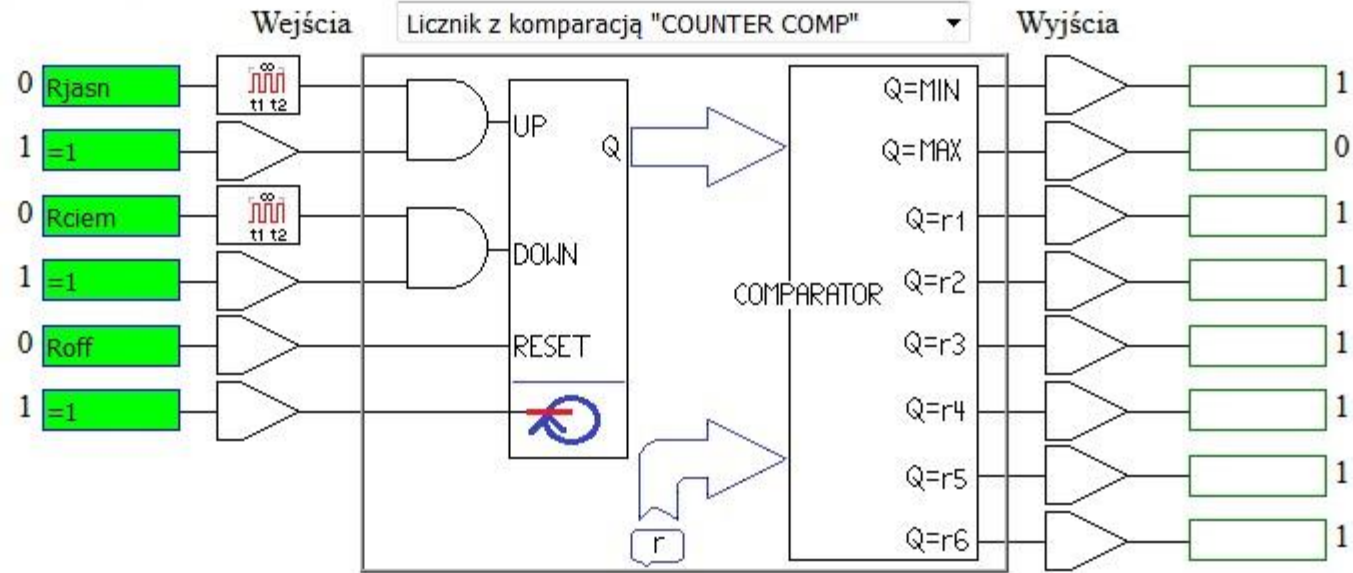 Wejścia Licznik z komparacją "COUNTER COMP" Wyjścia
0 Rjasn ∞ t1 t2 Q=MIN 1
1 =1 UP Q Q=MAX 0
0 Rciem ∞ t1 t2 Q=r1 1
1 =1 DOWN COMPARATOR Q=r2 1
0 Roff RESET Q=r3 1
1 =1 Q=r4 1
Q=r5 1
r Q=r6 1